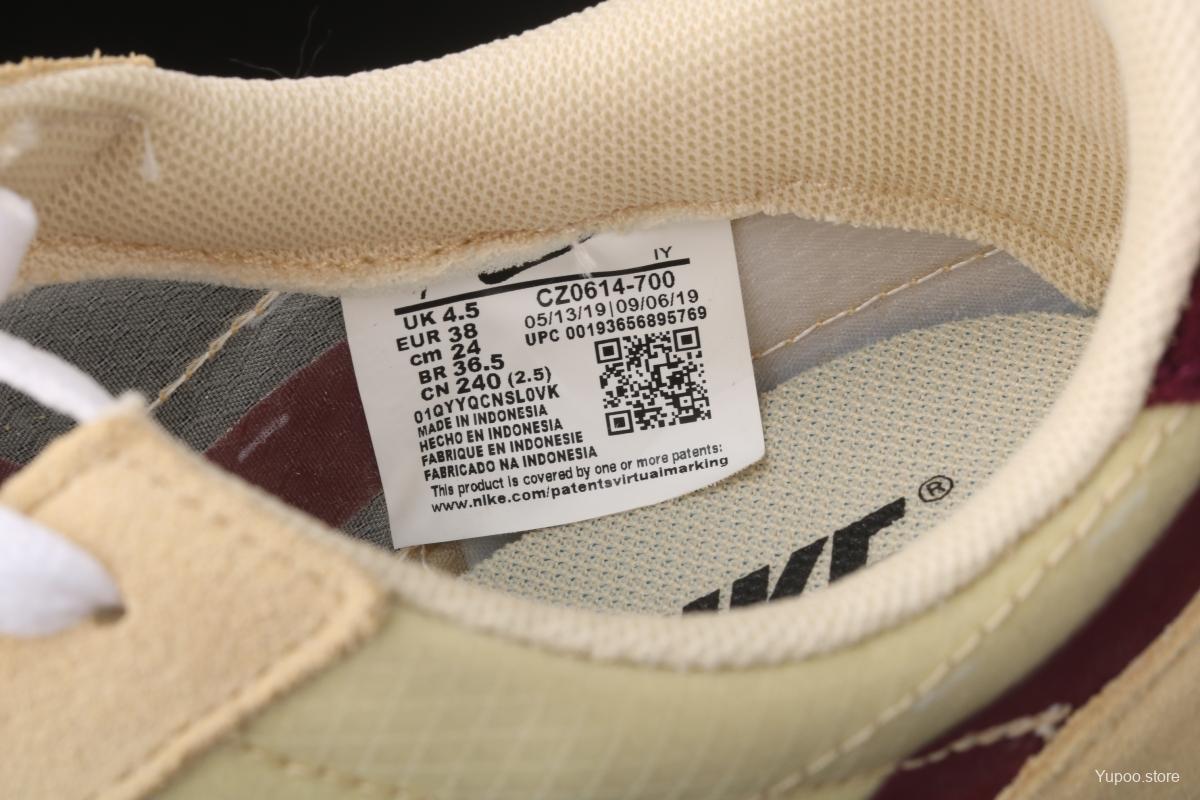 IY
UK 4.5
EUR 38
cm 24
BR 36.5
CN 240 (2.5)
CZ0614-700
05/13/19|09/06/19
UPC 00193656895769
01QYYQCNSL0VK
MADE IN INDONESIA
HECHO EN INDONESIA
FABRIQUE EN INDONESIE
FABRICADO NA INDONESIA
This product is covered by one or more patents:
www.nike.com/patentsvirtualmarking
®
Yupoo.store